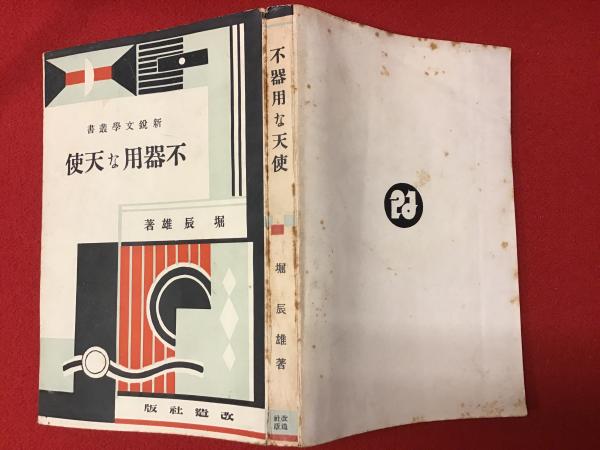 書叢學文銳新
使天な用器不
著雄辰堀
版社造改
不器用な天使
堀辰雄著
改造
社版